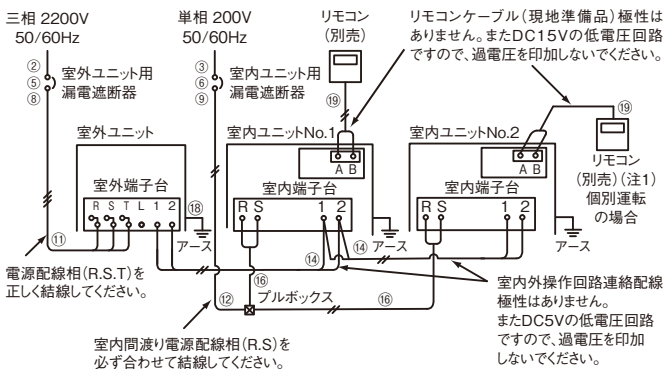 三相 2200V
50/60Hz
②
⑤
⑧
室外ユニット用
漏電遮断器
単相 200V
50/60Hz
③
⑥
⑨
室内ユニット用
漏電遮断器
リモコン
(別売)
⑲
リモコンケーブル(現地準備品)極性は
ありません。またDC15Vの低電圧回路
ですので、過電圧を印加しないでください。
⑲
リモコン
(別売)(注1)
個別運転
の場合
室外ユニット
室外端子台
R S T L 1 2
⑱
アース
⑪
電源配線相(R.S.T)を
正しく結線してください。
室内ユニットNo.1
A B
室内端子台
R S 1 2
アース
⑭
⑭
⑯
室内ユニットNo.2
A B
室内端子台
R S 1 2
アース
⑫
プルボックス
⑯
室内間渡り電源配線相(R.S)を
必ず合わせて結線してください。
室内外操作回路連絡配線
極性はありません。
またDC5Vの低電圧回路
ですので、過電圧を印加
しないでください。